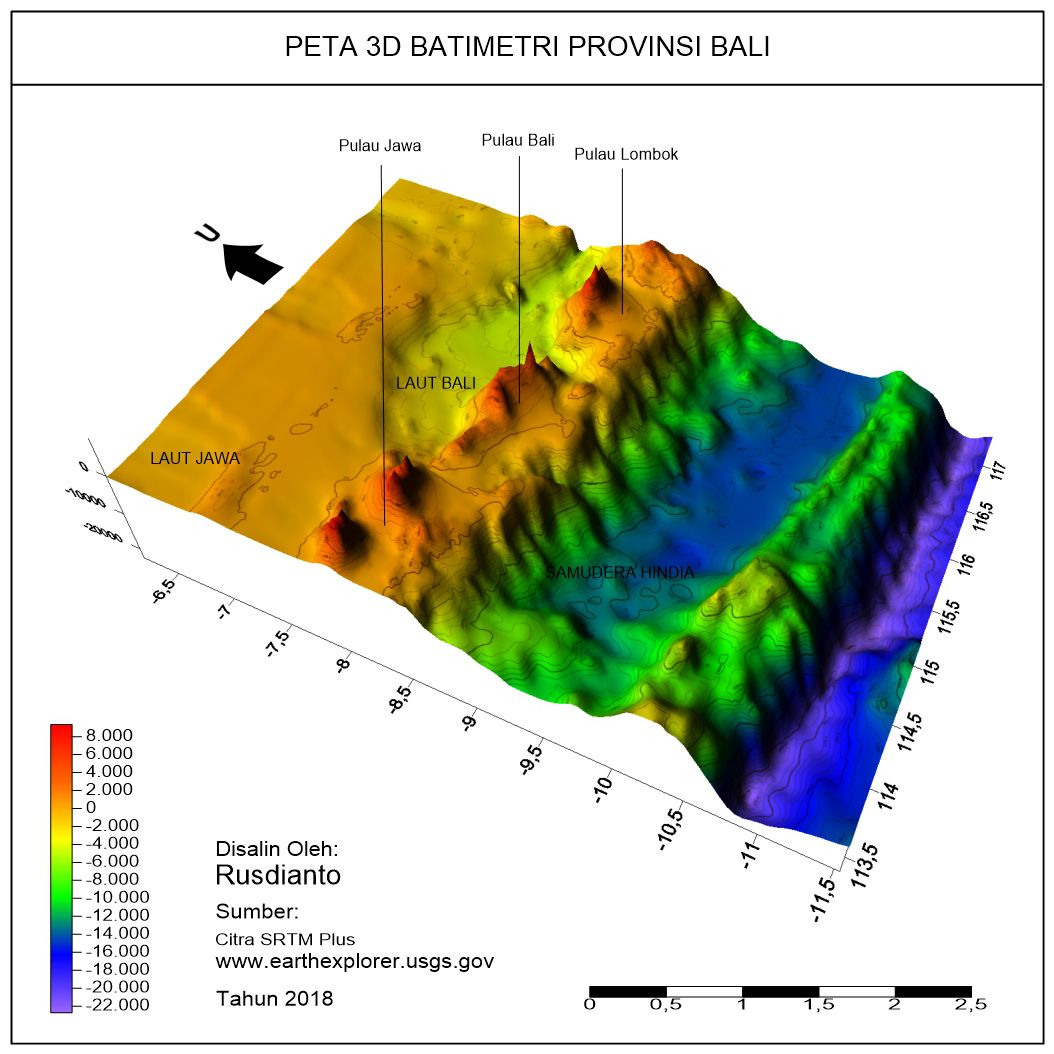 PETA 3D BATIMETRI PROVINSI BALI
Pulau Jawa
Pulau Bali
Pulau Lombok
U
LAUT BALI
LAUT JAWA
SAMUDERA HINDIA
0
-10000
-20000
-6,5
-7
-7,5
-8
-8,5
-9
-9,5
-10
-10,5
-11
-11,5
117
116,5
116
115,5
115
114,5
114
113,5
8.000
6.000
4.000
2.000
0
-2.000
-4.000
-6.000
-8.000
-10.000
-12.000
-14.000
-16.000
-18.000
-20.000
-22.000
Disalin Oleh:
Rusdianto
Sumber:
Citra SRTM Plus
www.earthexplorer.usgs.gov
Tahun 2018
0 0,5 1 1,5 2 2,5